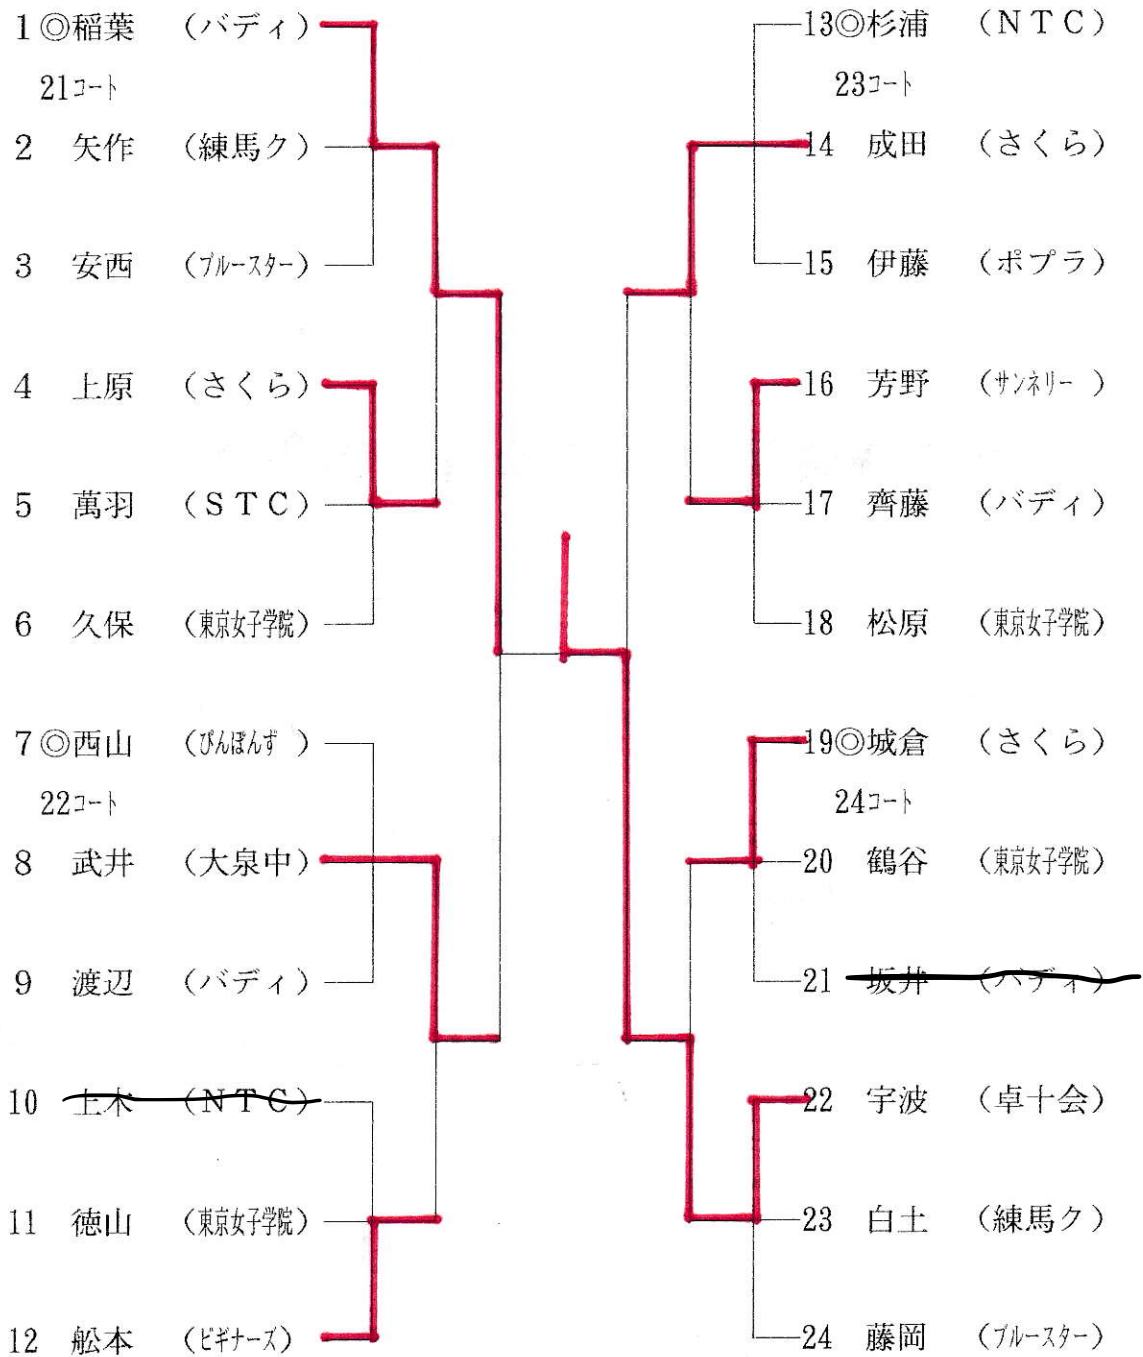 1 ◎稲葉 (バディ)
21コート
2 矢作 (練馬ク)
3 安西 (ブルースター)
4 上原 (さくら)
5 萬羽 (STC)
6 久保 (東京女子学院)
7 ◎西山 (ぴんぽんず )
22コート
8 武井 (大泉中)
9 渡辺 (バディ)
10 土木 (NTC)
11 徳山 (東京女子学院)
12 舩本 (ビギナーズ)
13◎杉浦 (NTC)
23コート
14 成田 (さくら)
15 伊藤 (ポプラ)
16 芳野 (サンネリー )
17 齊藤 (バディ)
18 松原 (東京女子学院)
19◎城倉 (さくら)
24コート
20 鶴谷 (東京女子学院)
21 坂井 (バディ)
22 宇波 (卓十会)
23 白土 (練馬ク)
24 藤岡 (ブルースター)